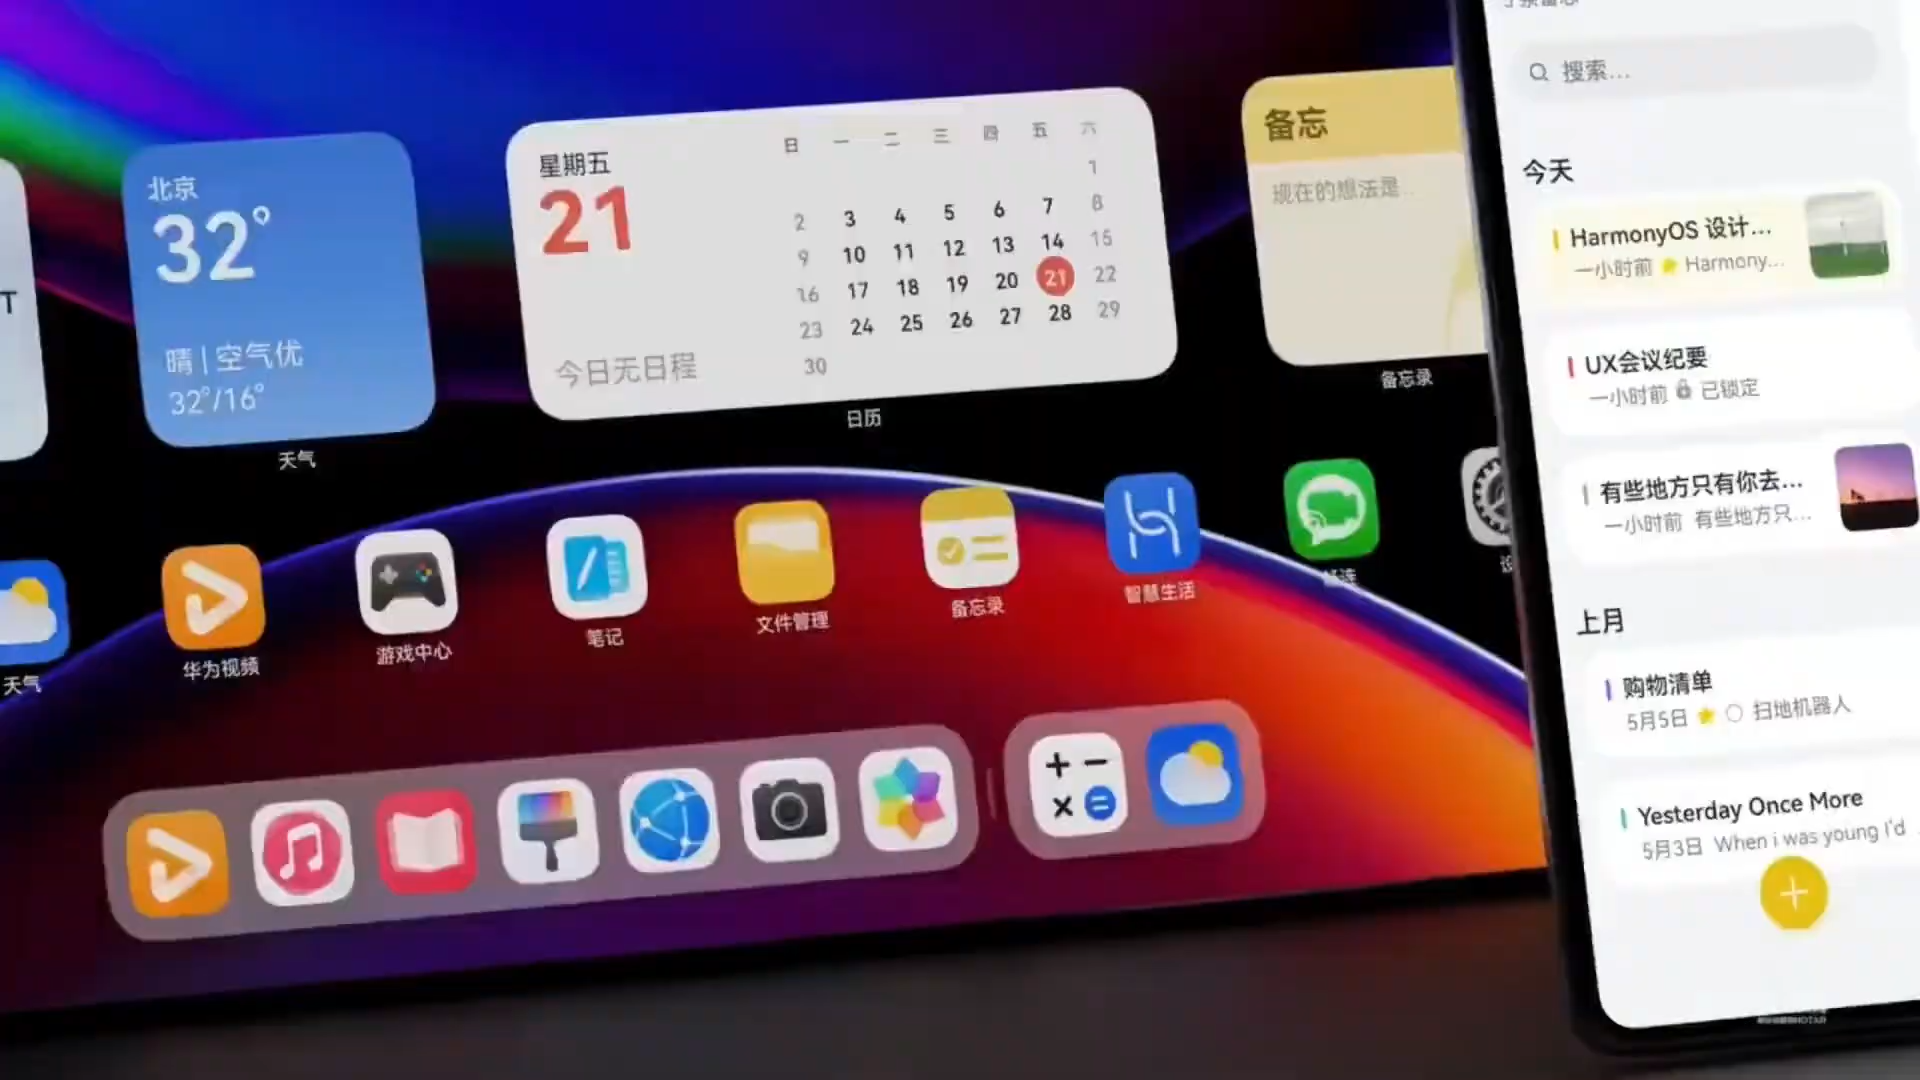 T
北京
32°
晴 | 空气优
32°/16°
天气
星期五
21
今日无日程
日 一 二 三 四 五 六
1
2 3 4 5 6 7 8
9 10 11 12 13 14 15
16 17 18 19 20 21 22
23 24 25 26 27 28 29
30
日历
备忘
现在的想法是...
备忘录
天气
华为视频
游戏中心
笔记
文件管理
备忘录
智慧生活
畅连
设
搜索...
今天
HarmonyOS 设计...
一小时前 Harmony...
UX会议纪要
一小时前 已锁定
有些地方只有你去...
一小时前 有些地方只...
上月
购物清单
5月5日 扫地机器人
Yesterday Once More
5月3日 When i was young I'd